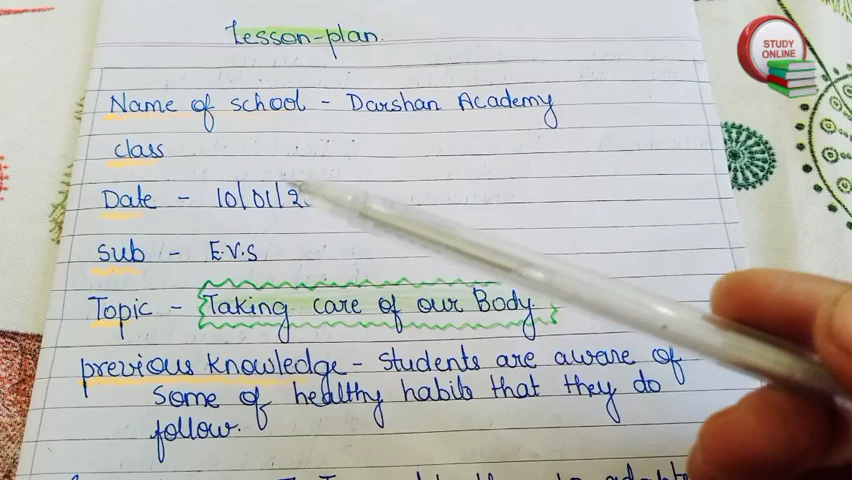 Lesson-plan.
STUDY
ONLINE
Name of school - Darshan Academy
class
Date - 10/01/2
sub - E.V.S
Topic - Taking care of our Body.
previous knowledge - students are aware of
some of healthy habits that they do
follow.